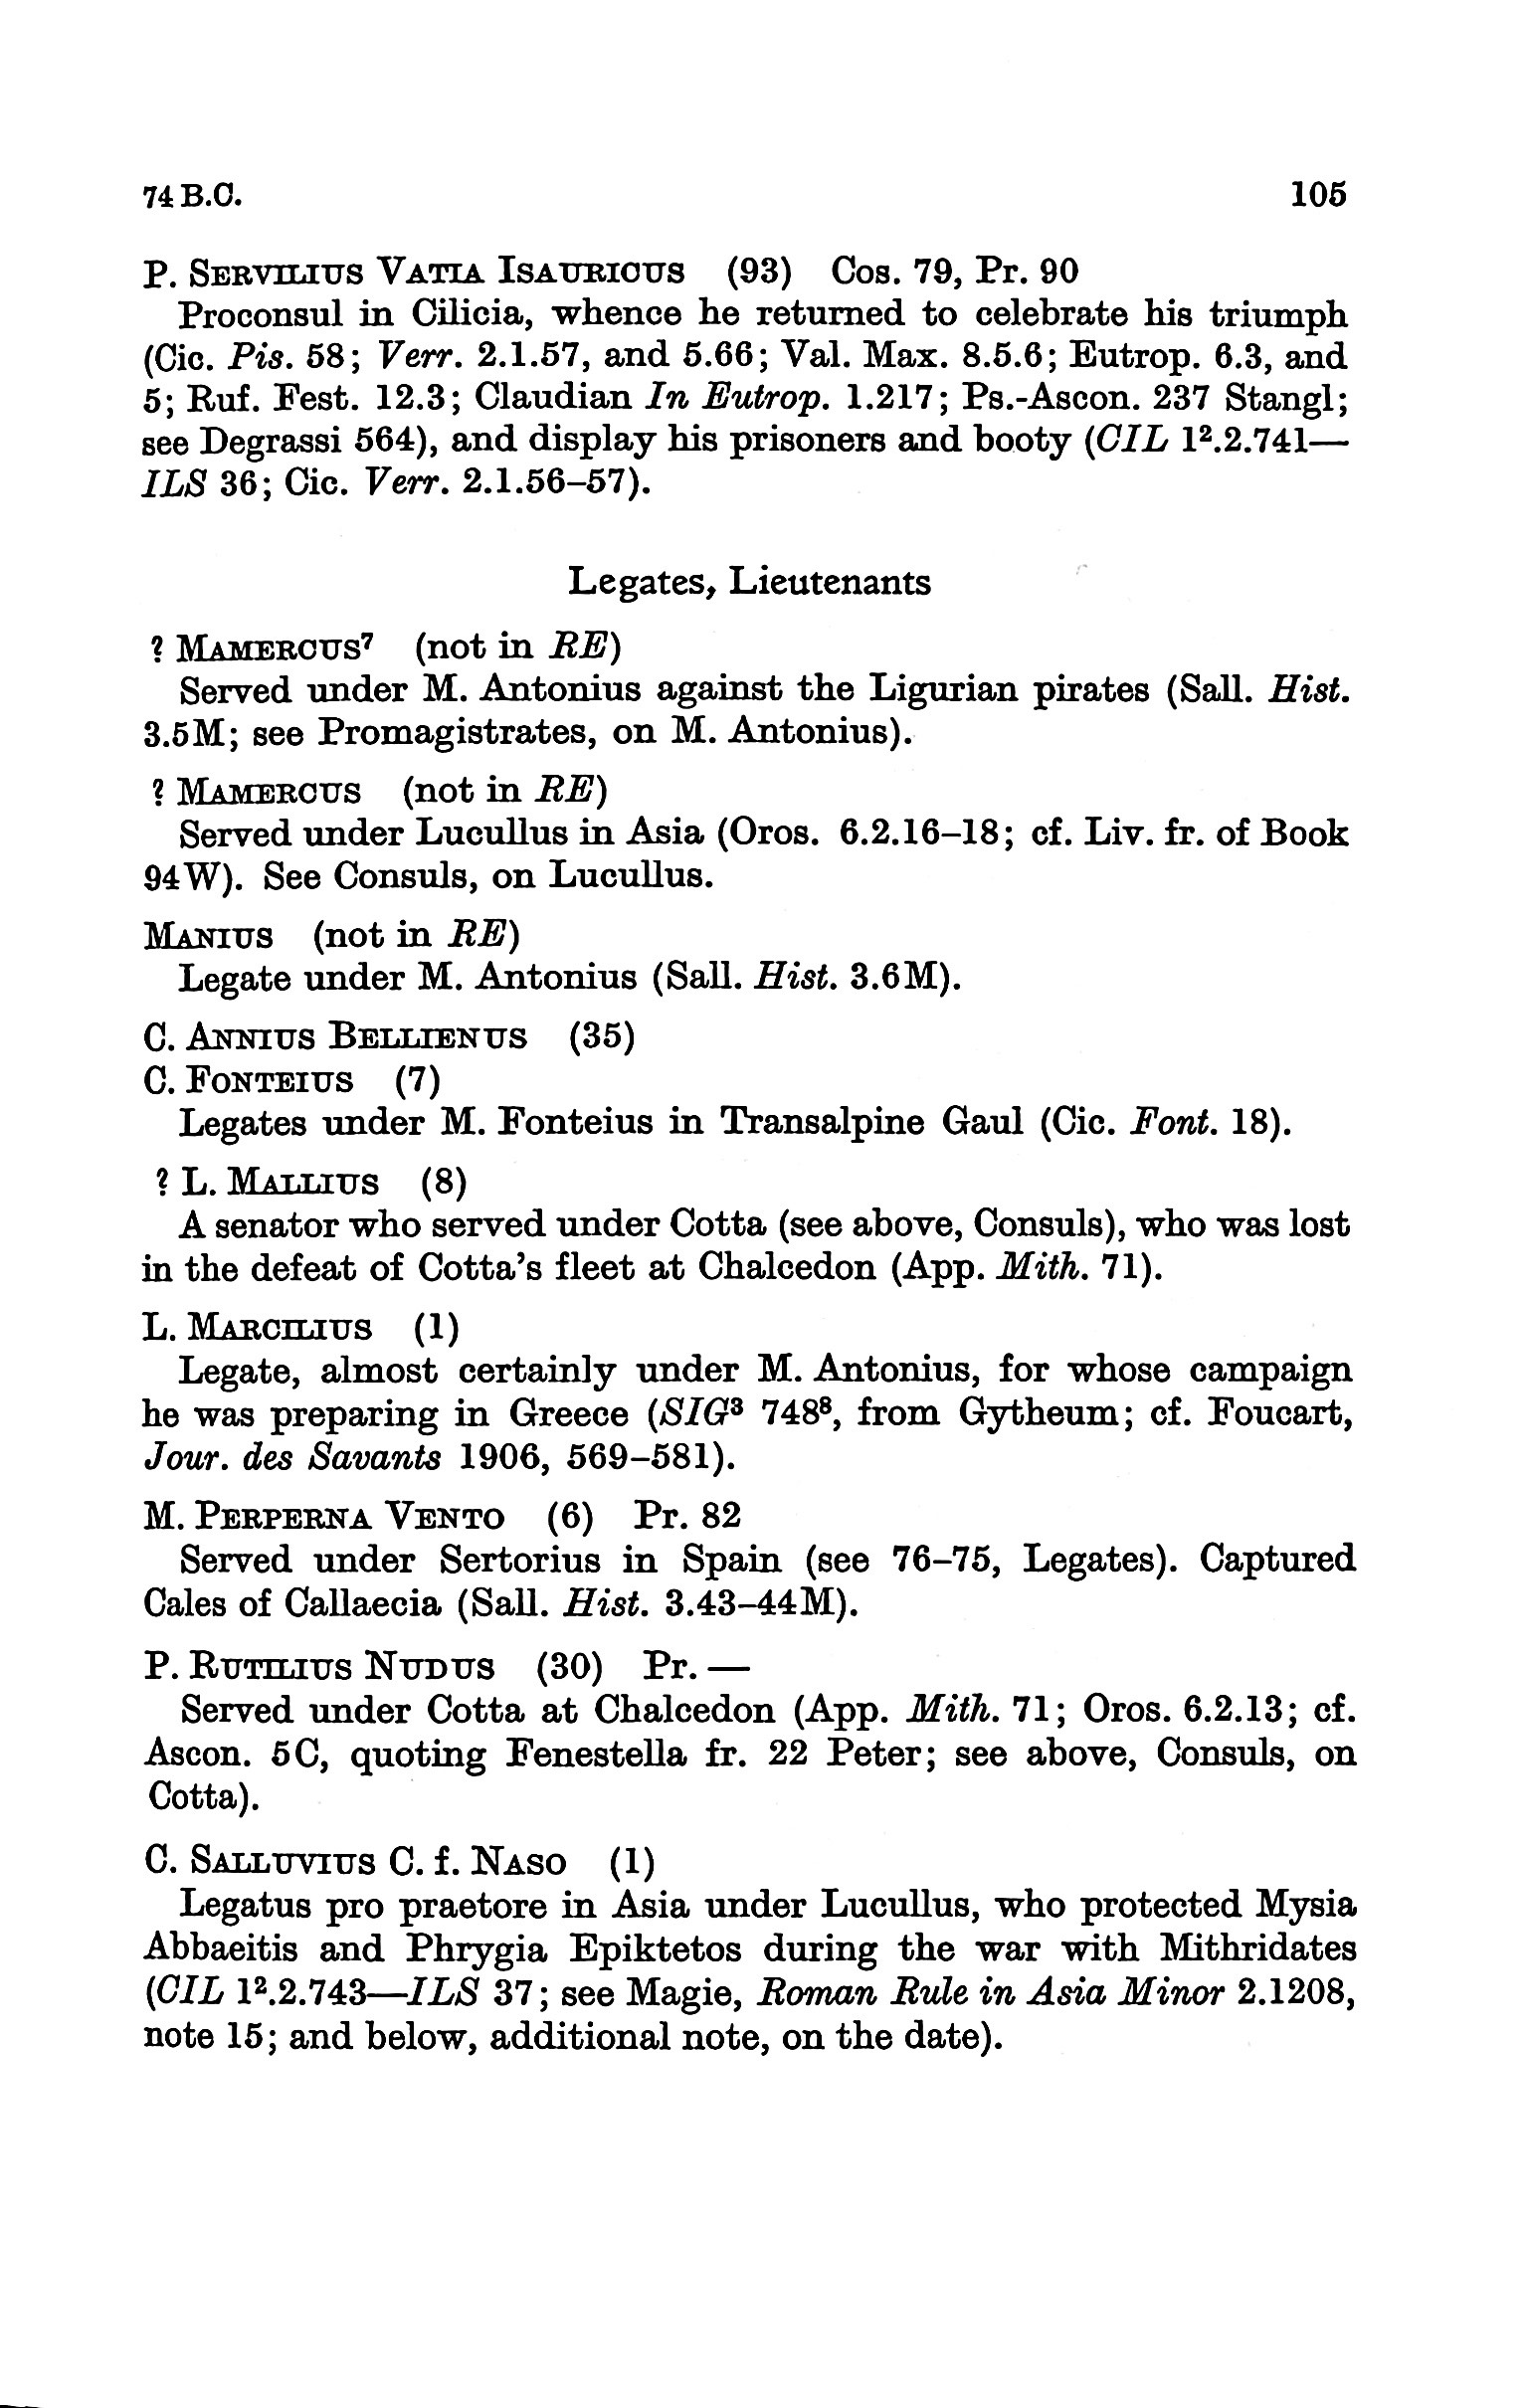 74 B.C. 105
P. SERVILIUS VATIA ISAURICUS (93) Cos. 79, Pr. 90
Proconsul in Cilicia, whence he returned to celebrate his triumph
(Cic. Pis. 58; Verr. 2.1.57, and 5.66; Val. Max. 8.5.6; Eutrop. 6.3, and
5; Ruf. Fest. 12.3; Claudian In Eutrop. 1.217; Ps.-Ascon. 237 Stangl;
see Degrassi 564), and display his prisoners and booty (CIL 1².2.741—
ILS 36; Cic. Verr. 2.1.56–57).
Legates, Lieutenants
? MAMERCUS⁷ (not in RE)
Served under M. Antonius against the Ligurian pirates (Sall. Hist.
3.5M; see Promagistrates, on M. Antonius).
? MAMERCUS (not in RE)
Served under Lucullus in Asia (Oros. 6.2.16–18; cf. Liv. fr. of Book
94W). See Consuls, on Lucullus.
MANIUS (not in RE)
Legate under M. Antonius (Sall. Hist. 3.6M).
C. ANNIUS BELLIENUS (35)
C. FONTEIUS (7)
Legates under M. Fonteius in Transalpine Gaul (Cic. Font. 18).
? L. MALLIUS (8)
A senator who served under Cotta (see above, Consuls), who was lost
in the defeat of Cotta's fleet at Chalcedon (App. Mith. 71).
L. MARCILIUS (1)
Legate, almost certainly under M. Antonius, for whose campaign
he was preparing in Greece (SIG³ 748⁸, from Gytheum; cf. Foucart,
Jour. des Savants 1906, 569–581).
M. PERPERNA VENTO (6) Pr. 82
Served under Sertorius in Spain (see 76–75, Legates). Captured
Cales of Callaecia (Sall. Hist. 3.43–44M).
P. RUTILIUS NUDUS (30) Pr. —
Served under Cotta at Chalcedon (App. Mith. 71; Oros. 6.2.13; cf.
Ascon. 5C, quoting Fenestella fr. 22 Peter; see above, Consuls, on
Cotta).
C. SALLUVIUS C. f. NASO (1)
Legatus pro praetore in Asia under Lucullus, who protected Mysia
Abbaeitis and Phrygia Epiktetos during the war with Mithridates
(CIL 1².2.743—ILS 37; see Magie, Roman Rule in Asia Minor 2.1208,
note 15; and below, additional note, on the date).